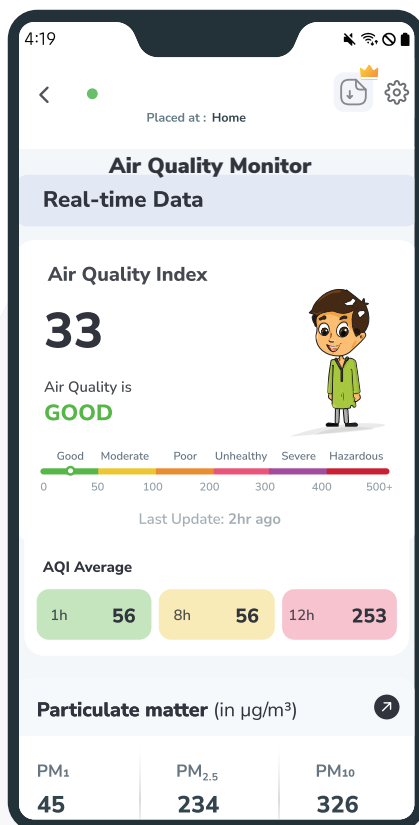 4:19
Placed at : Home
Air Quality Monitor
Real-time Data
Air Quality Index
33
Air Quality is
GOOD
Good Moderate Poor Unhealthy Severe Hazardous
0 50 100 200 300 400 500+
Last Update: 2hr ago
AQI Average
1h 56 8h 56 12h 253
Particulate matter (in µg/m³)
PM₁ PM₂.₅ PM₁₀
45 234 326